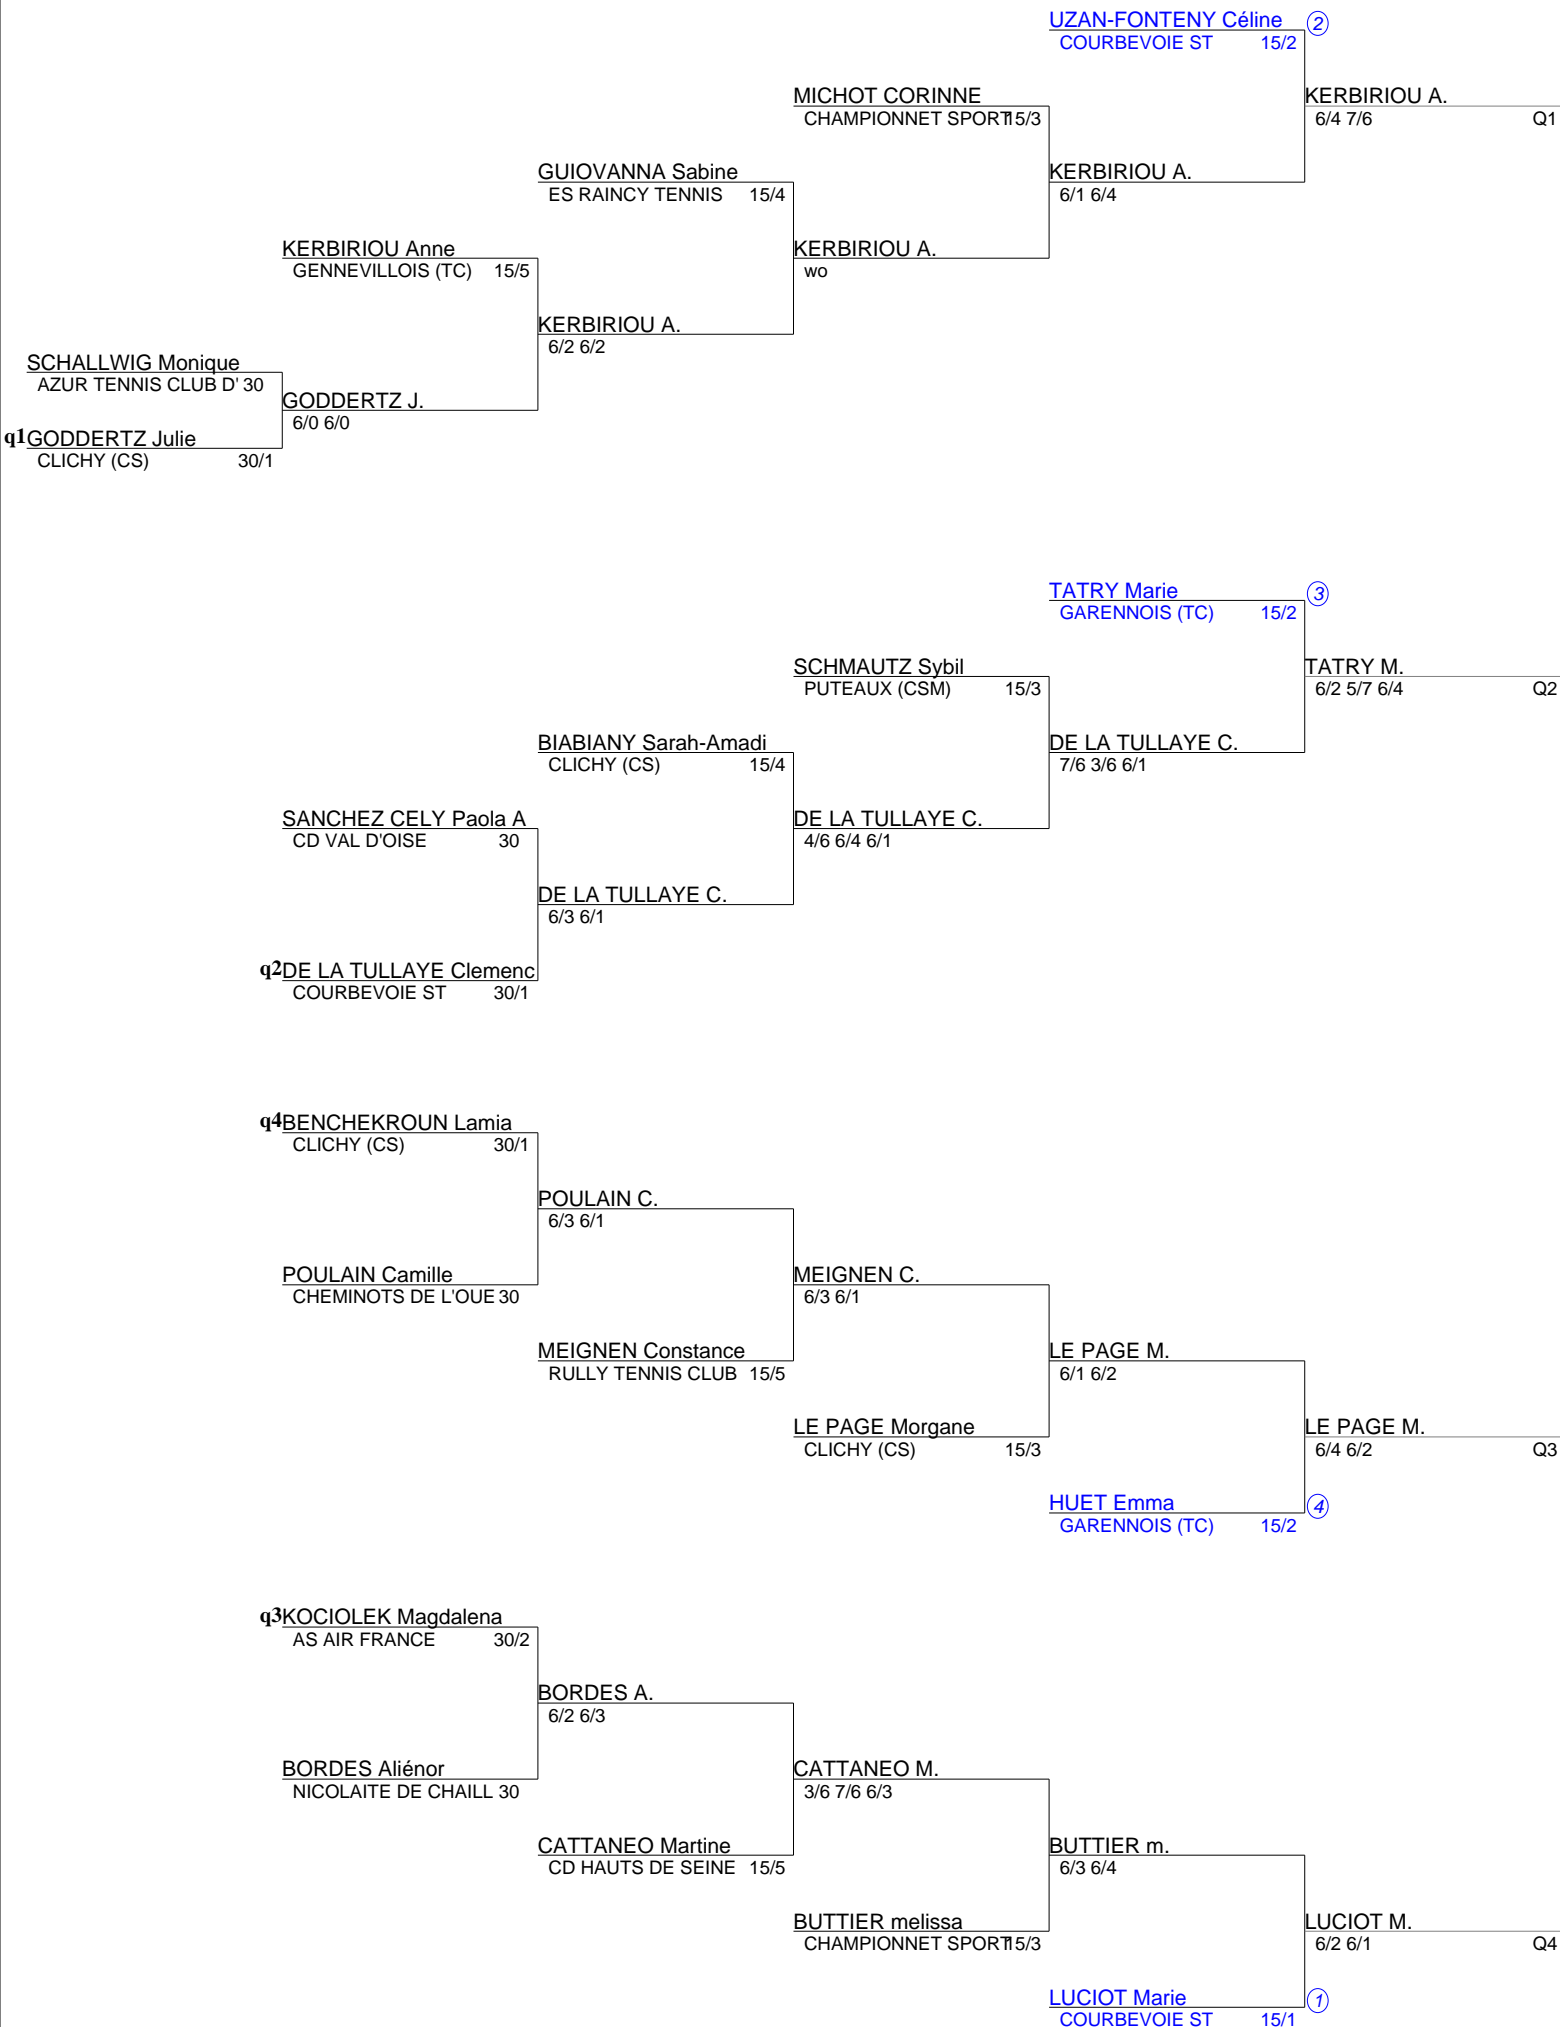 UZAN-FONTENY Céline 2
COURBEVOIE ST 15/2
MICHOT CORINNE KERBIRIOU A.
CHAMPIONNET SPORT 15/3 6/4 7/6 Q1
GUIOVANNA Sabine KERBIRIOU A.
ES RAINCY TENNIS 15/4 6/1 6/4
KERBIRIOU Anne KERBIRIOU A.
GENNEVILLOIS (TC) 15/5 wo
KERBIRIOU A.
6/2 6/2
SCHALLWIG Monique
AZUR TENNIS CLUB D' 30
GODDERTZ J.
6/0 6/0
q1 GODDERTZ Julie
CLICHY (CS) 30/1
TATRY Marie 3
GARENNOIS (TC) 15/2
SCHMAUTZ Sybil TATRY M.
PUTEAUX (CSM) 15/3 6/2 5/7 6/4 Q2
BIABIANY Sarah-Amadi DE LA TULLAYE C.
CLICHY (CS) 15/4 7/6 3/6 6/1
SANCHEZ CELY Paola A DE LA TULLAYE C.
CD VAL D'OISE 30 4/6 6/4 6/1
DE LA TULLAYE C.
6/3 6/1
q2 DE LA TULLAYE Clemenc
COURBEVOIE ST 30/1
q4 BENCHEKROUN Lamia
CLICHY (CS) 30/1
POULAIN C.
6/3 6/1
POULAIN Camille MEIGNEN C.
CHEMINOTS DE L'OUE 30 6/3 6/1
MEIGNEN Constance LE PAGE M.
RULLY TENNIS CLUB 15/5 6/1 6/2
LE PAGE Morgane LE PAGE M.
CLICHY (CS) 15/3 6/4 6/2 Q3
HUET Emma 4
GARENNOIS (TC) 15/2
q3 KOCIOLEK Magdalena
AS AIR FRANCE 30/2
BORDES A.
6/2 6/3
BORDES Aliénor CATTANEO M.
NICOLAITE DE CHAILL 30 3/6 7/6 6/3
CATTANEO Martine BUTTIER m.
CD HAUTS DE SEINE 15/5 6/3 6/4
BUTTIER melissa LUCIOT M.
CHAMPIONNET SPORT 15/3 6/2 6/1 Q4
LUCIOT Marie 1
COURBEVOIE ST 15/1